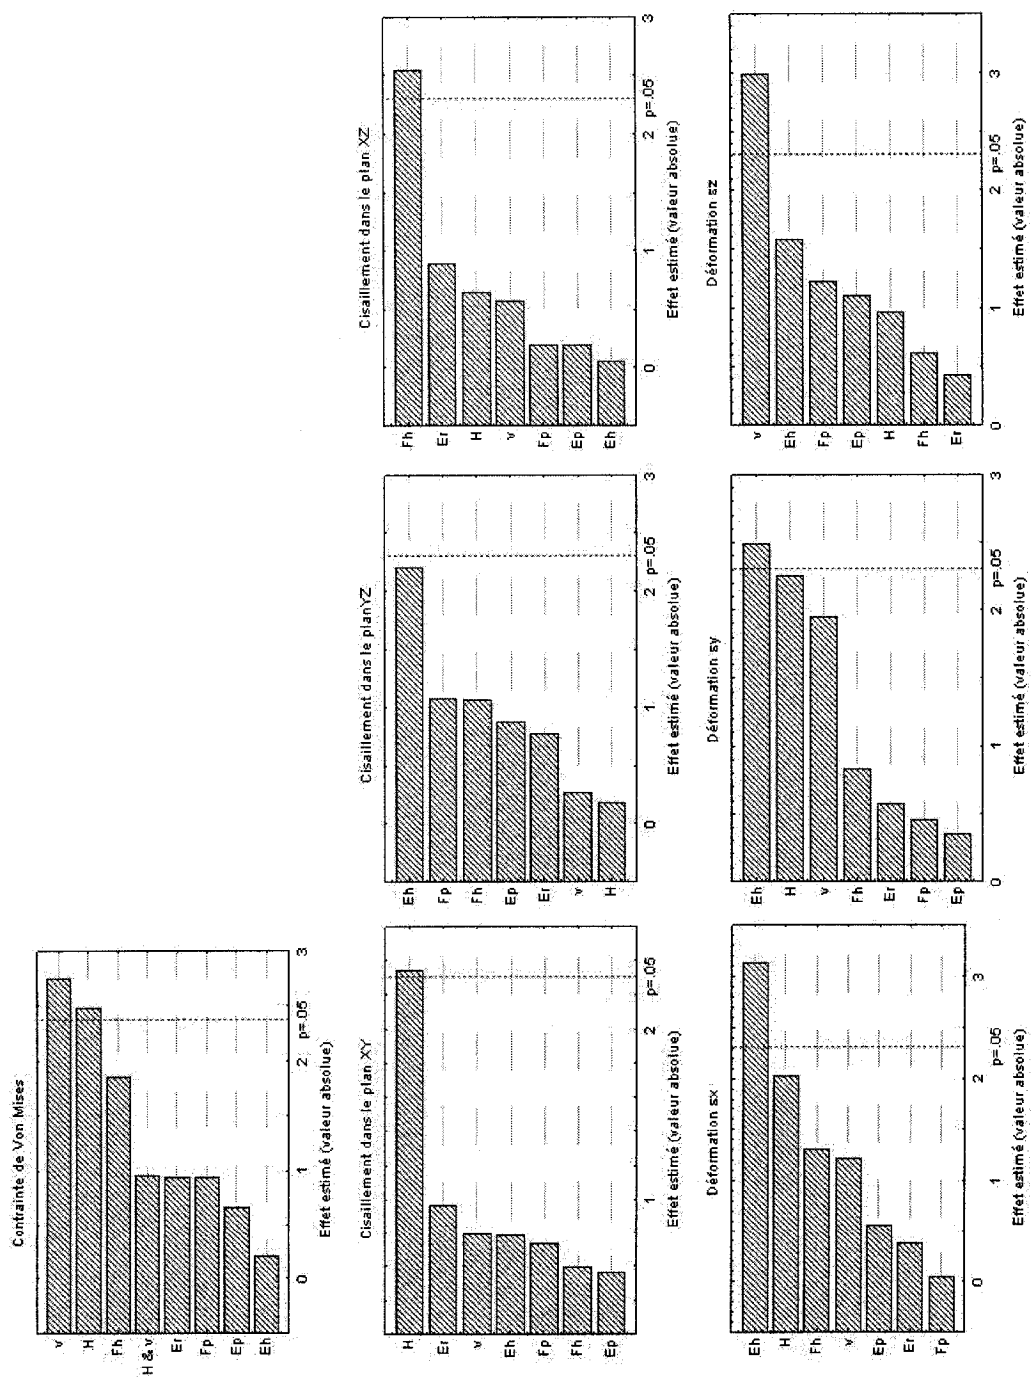 Contrainte de Von Mises
v
H
Fh
H & v
Er
Fp
Ep
Eh
0
1
2
p=.05
3
Effet estimé (valeur absolue)
Cisaillement dans le plan XY
H
Er
v
Eh
Fp
Fh
Ep
1
2
p=.05
Effet estimé (valeur absolue)
Cisaillement dans le plan YZ
Eh
Fp
Fh
Ep
Er
v
H
0
1
2
p=.05
3
Effet estimé (valeur absolue)
Cisaillement dans le plan XZ
Fh
Er
H
v
Fp
Ep
Eh
0
1
2
p=.05
3
Effet estimé (valeur absolue)
Déformation εx
Eh
H
Fh
v
Ep
Er
Fp
0
1
2
p=.05
3
Effet estimé (valeur absolue)
Déformation εy
Eh
H
v
Fh
Er
Fp
Ep
0
1
2
p=.05
3
Effet estimé (valeur absolue)
Déformation εz
v
Eh
Fp
Ep
H
Fh
Er
0
1
2
p=.05
3
Effet estimé (valeur absolue)